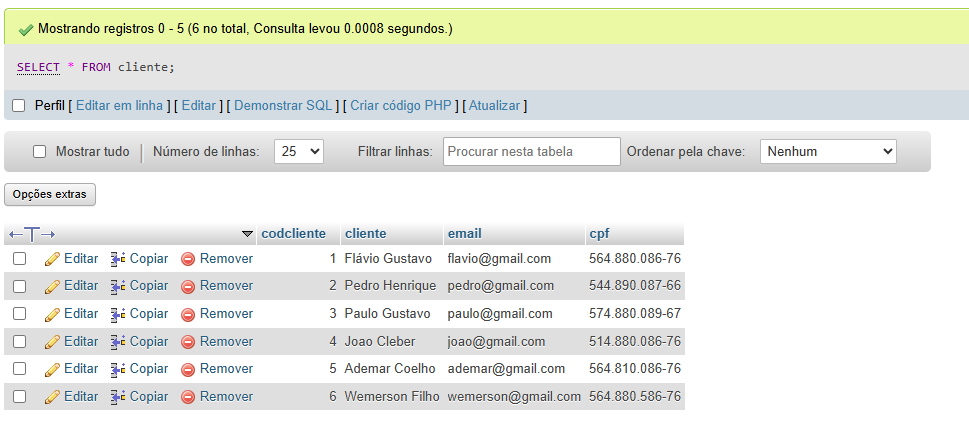 Mostrando registros 0 - 5 (6 no total, Consulta levou 0.0008 segundos.)
SELECT * FROM cliente;
Perfil [ Editar em linha ] [ Editar ] [ Demonstrar SQL ] [ Criar código PHP ] [ Atualizar ]
Mostrar tudo | Número de linhas: 25 Filtrar linhas: Procurar nesta tabela Ordenar pela chave: Nenhum
Opções extras
←T→ codcliente cliente email cpf
Editar Copiar Remover 1 Flávio Gustavo flavio@gmail.com 564.880.086-76
Editar Copiar Remover 2 Pedro Henrique pedro@gmail.com 544.890.087-66
Editar Copiar Remover 3 Paulo Gustavo paulo@gmail.com 574.880.089-67
Editar Copiar Remover 4 Joao Cleber joao@gmail.com 514.880.086-76
Editar Copiar Remover 5 Ademar Coelho ademar@gmail.com 564.810.086-76
Editar Copiar Remover 6 Wemerson Filho wemerson@gmail.com 564.880.586-76